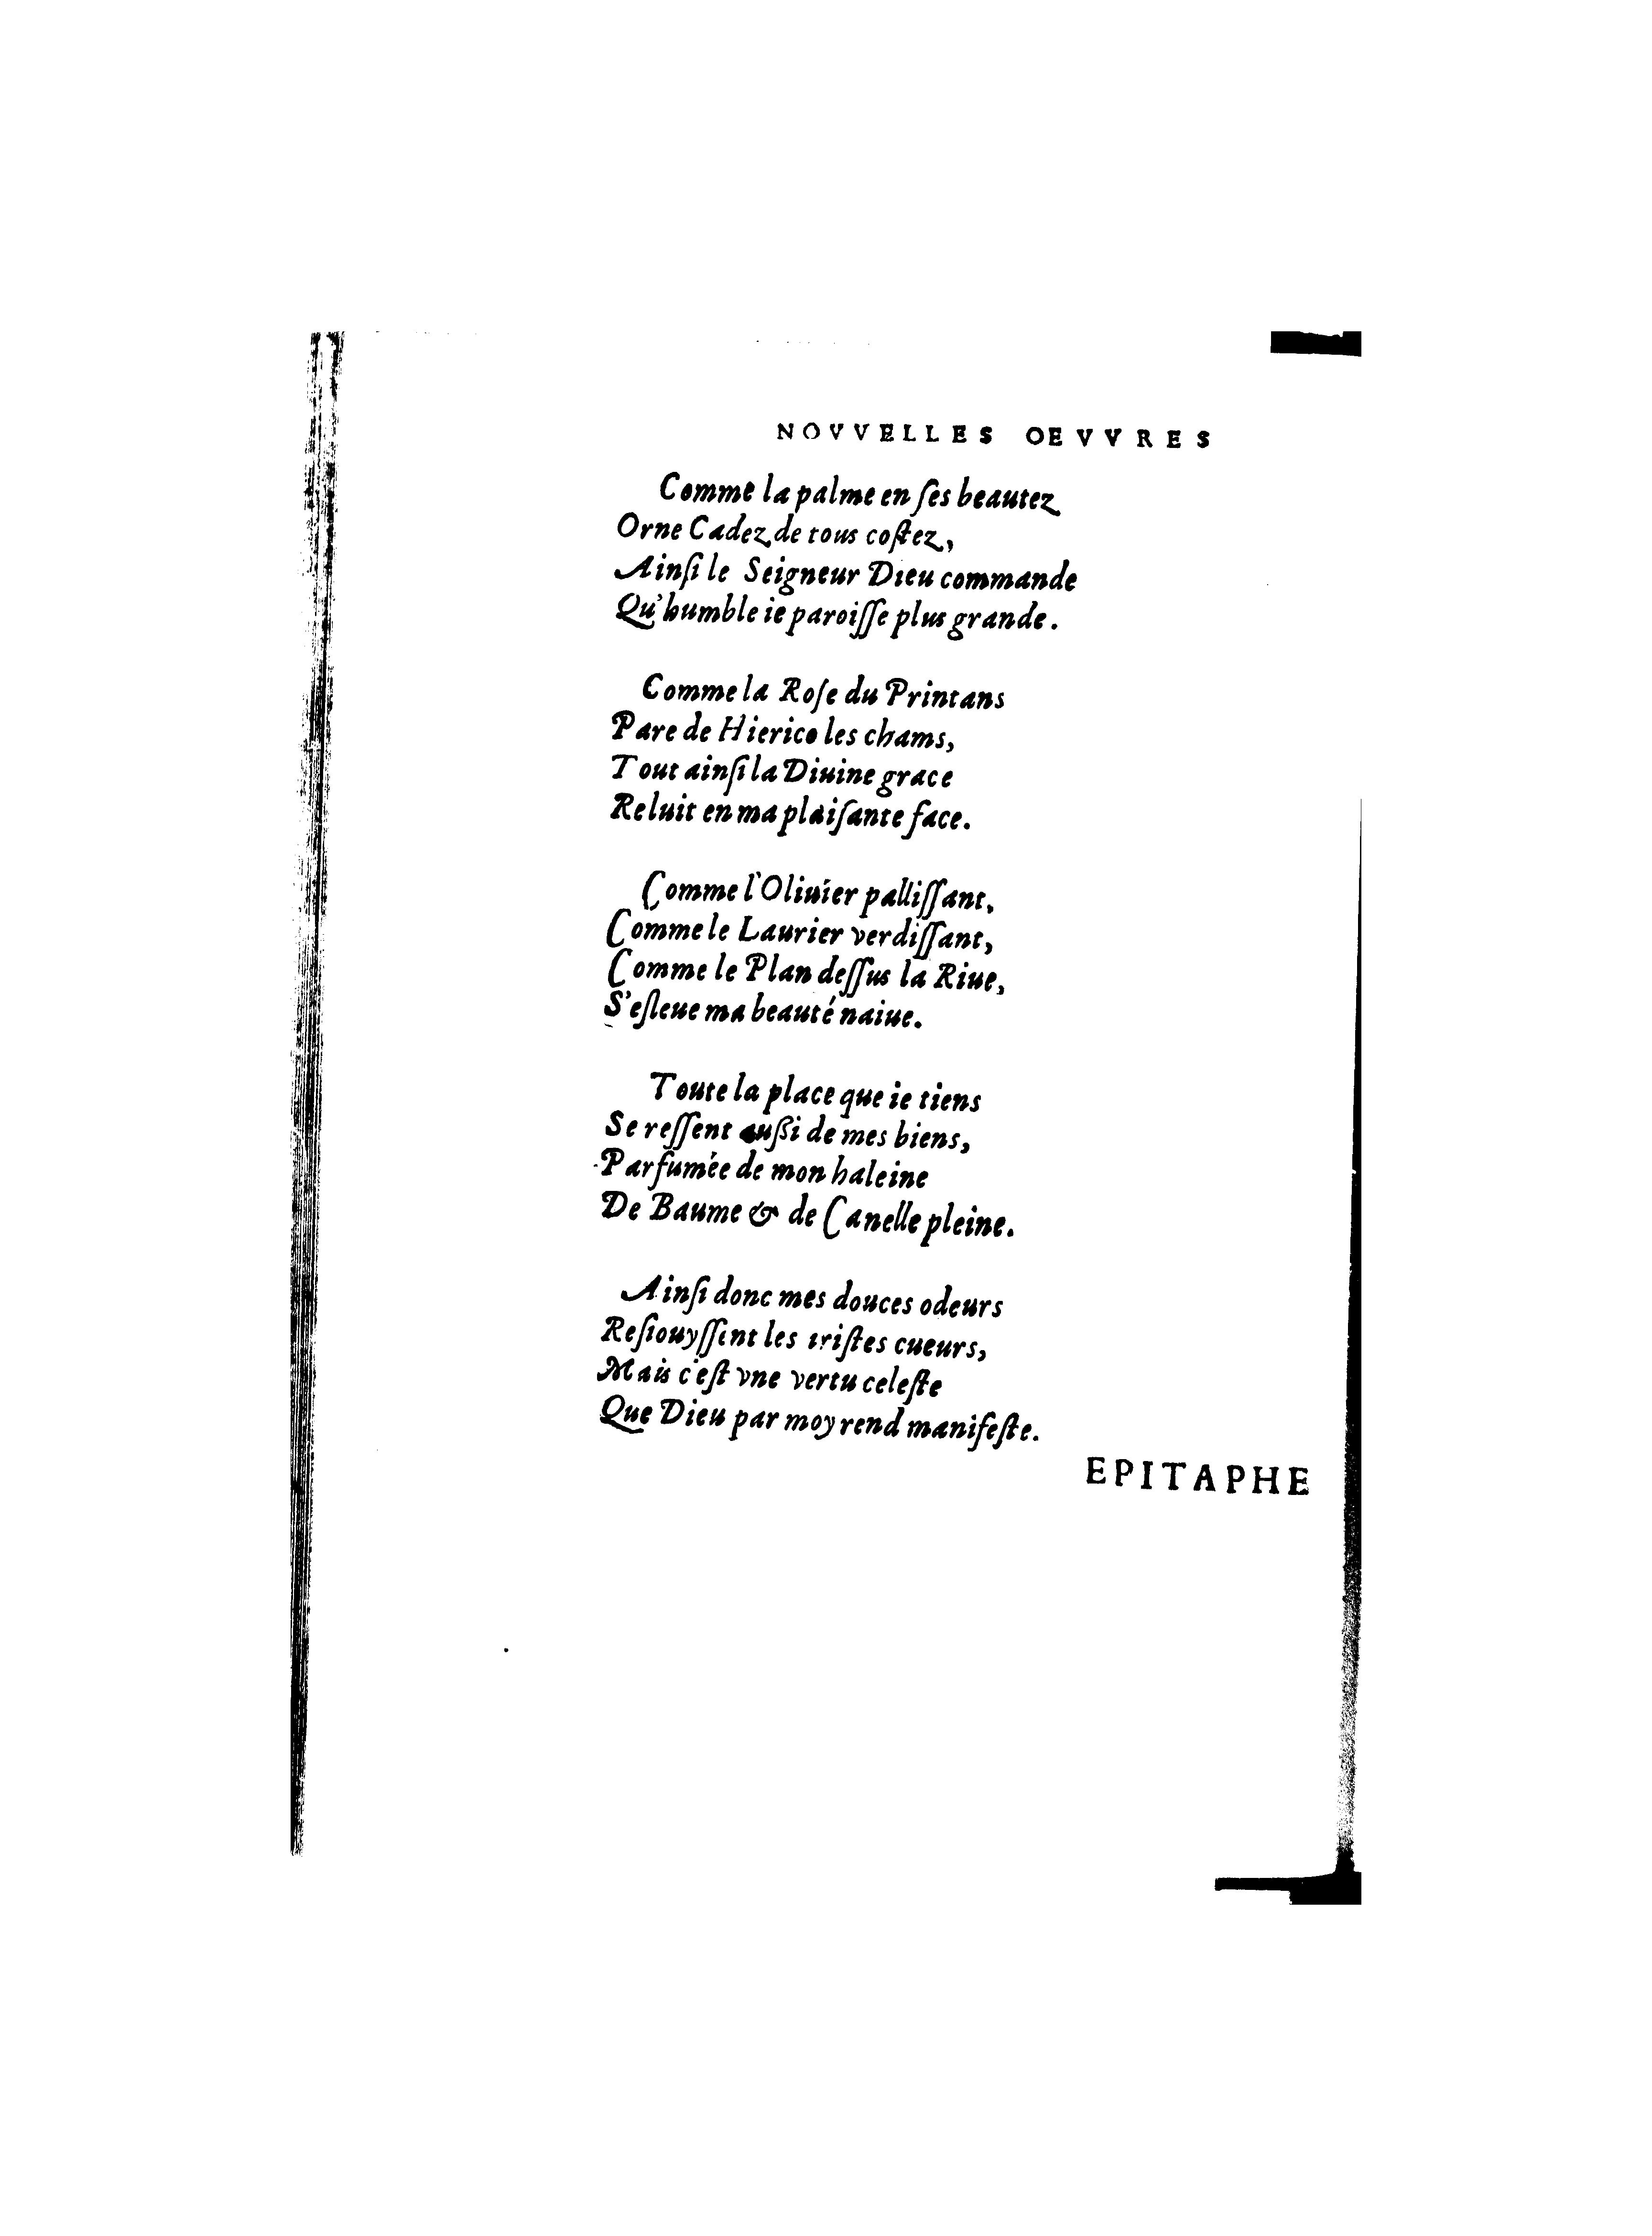 NOVVELLES OEVVRES
Comme la palme en ſes beautez
Orne Cadez de tous coſtez,
Ainſi le Seigneur Dieu commande
Qu'humble ie paroiſſe plus grande.
Comme la Roſe du Printans
Pare de Hierico les chams,
Tout ainſi la Diuine grace
Reluit en ma plaiſante face.
Comme l'Oliuier palliſſant,
Comme le Laurier verdiſſant,
Comme le Plan deſſus la Riue,
S'eſleue ma beauté naiue.
Toute la place que ie tiens
Se reſſent außi de mes biens,
Parfumée de mon haleine
De Baume & de Canelle pleine.
Ainſi donc mes douces odeurs
Reſiouyſſent les triſtes cueurs,
Mais c'eſt vne vertu celeſte
Que Dieu par moy rend manifeſte.
EPITAPHE